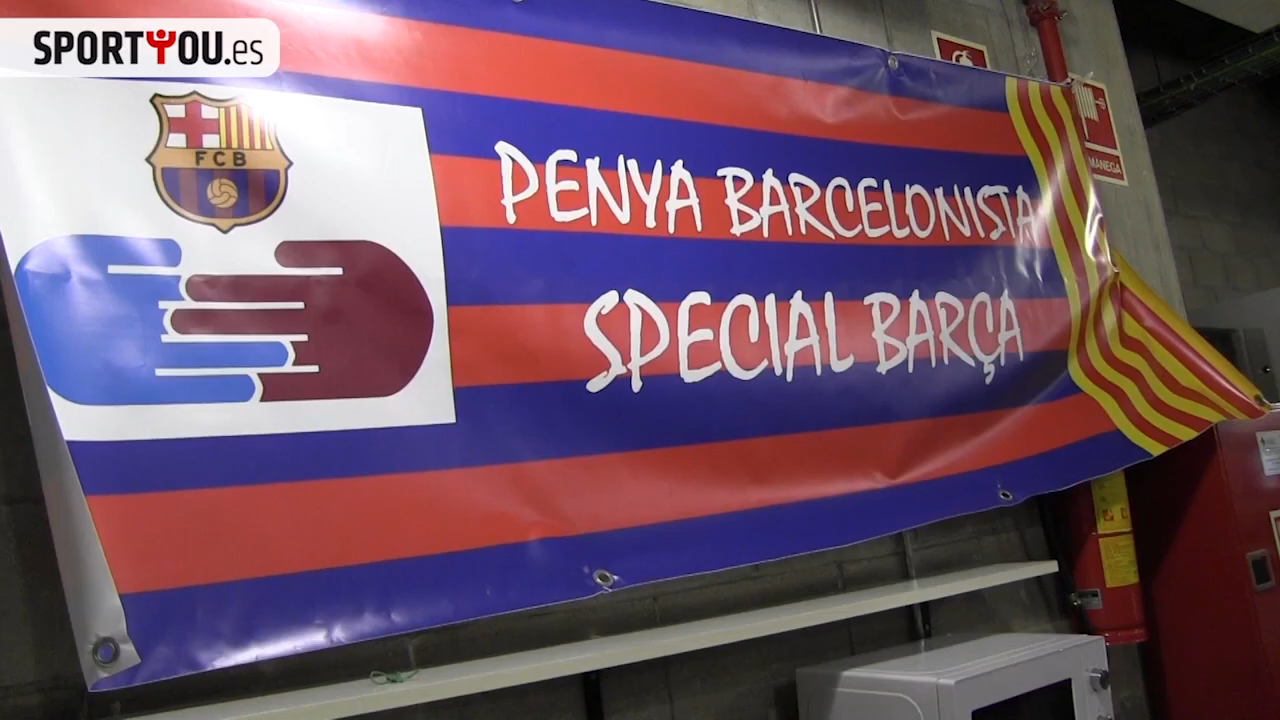 SPORTYOU.es
FCB
PENYA BARCELONISTA
SPECIAL BARÇA
MANEGA